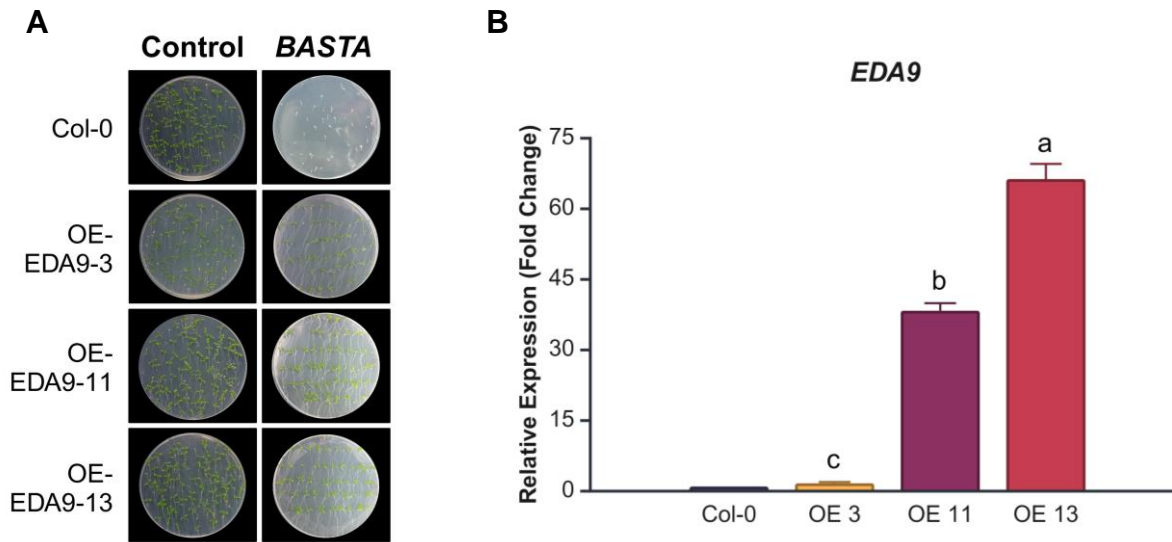 A
Control BASTA
Col-0
OE-
EDA9-3
OE-
EDA9-11
OE-
EDA9-13
B
EDA9
Relative Expression (Fold Change)
75
60
45
30
15
0
a
b
c
Col-0 OE 3 OE 11 OE 13